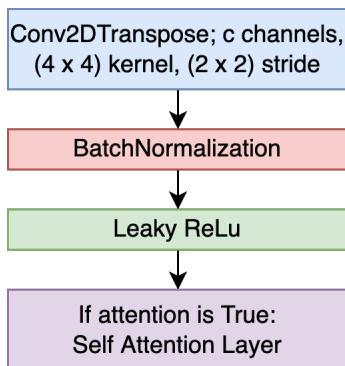 Conv2DTranspose; c channels,
(4 x 4) kernel, (2 x 2) stride
BatchNormalization
Leaky ReLu
If attention is True:
Self Attention Layer